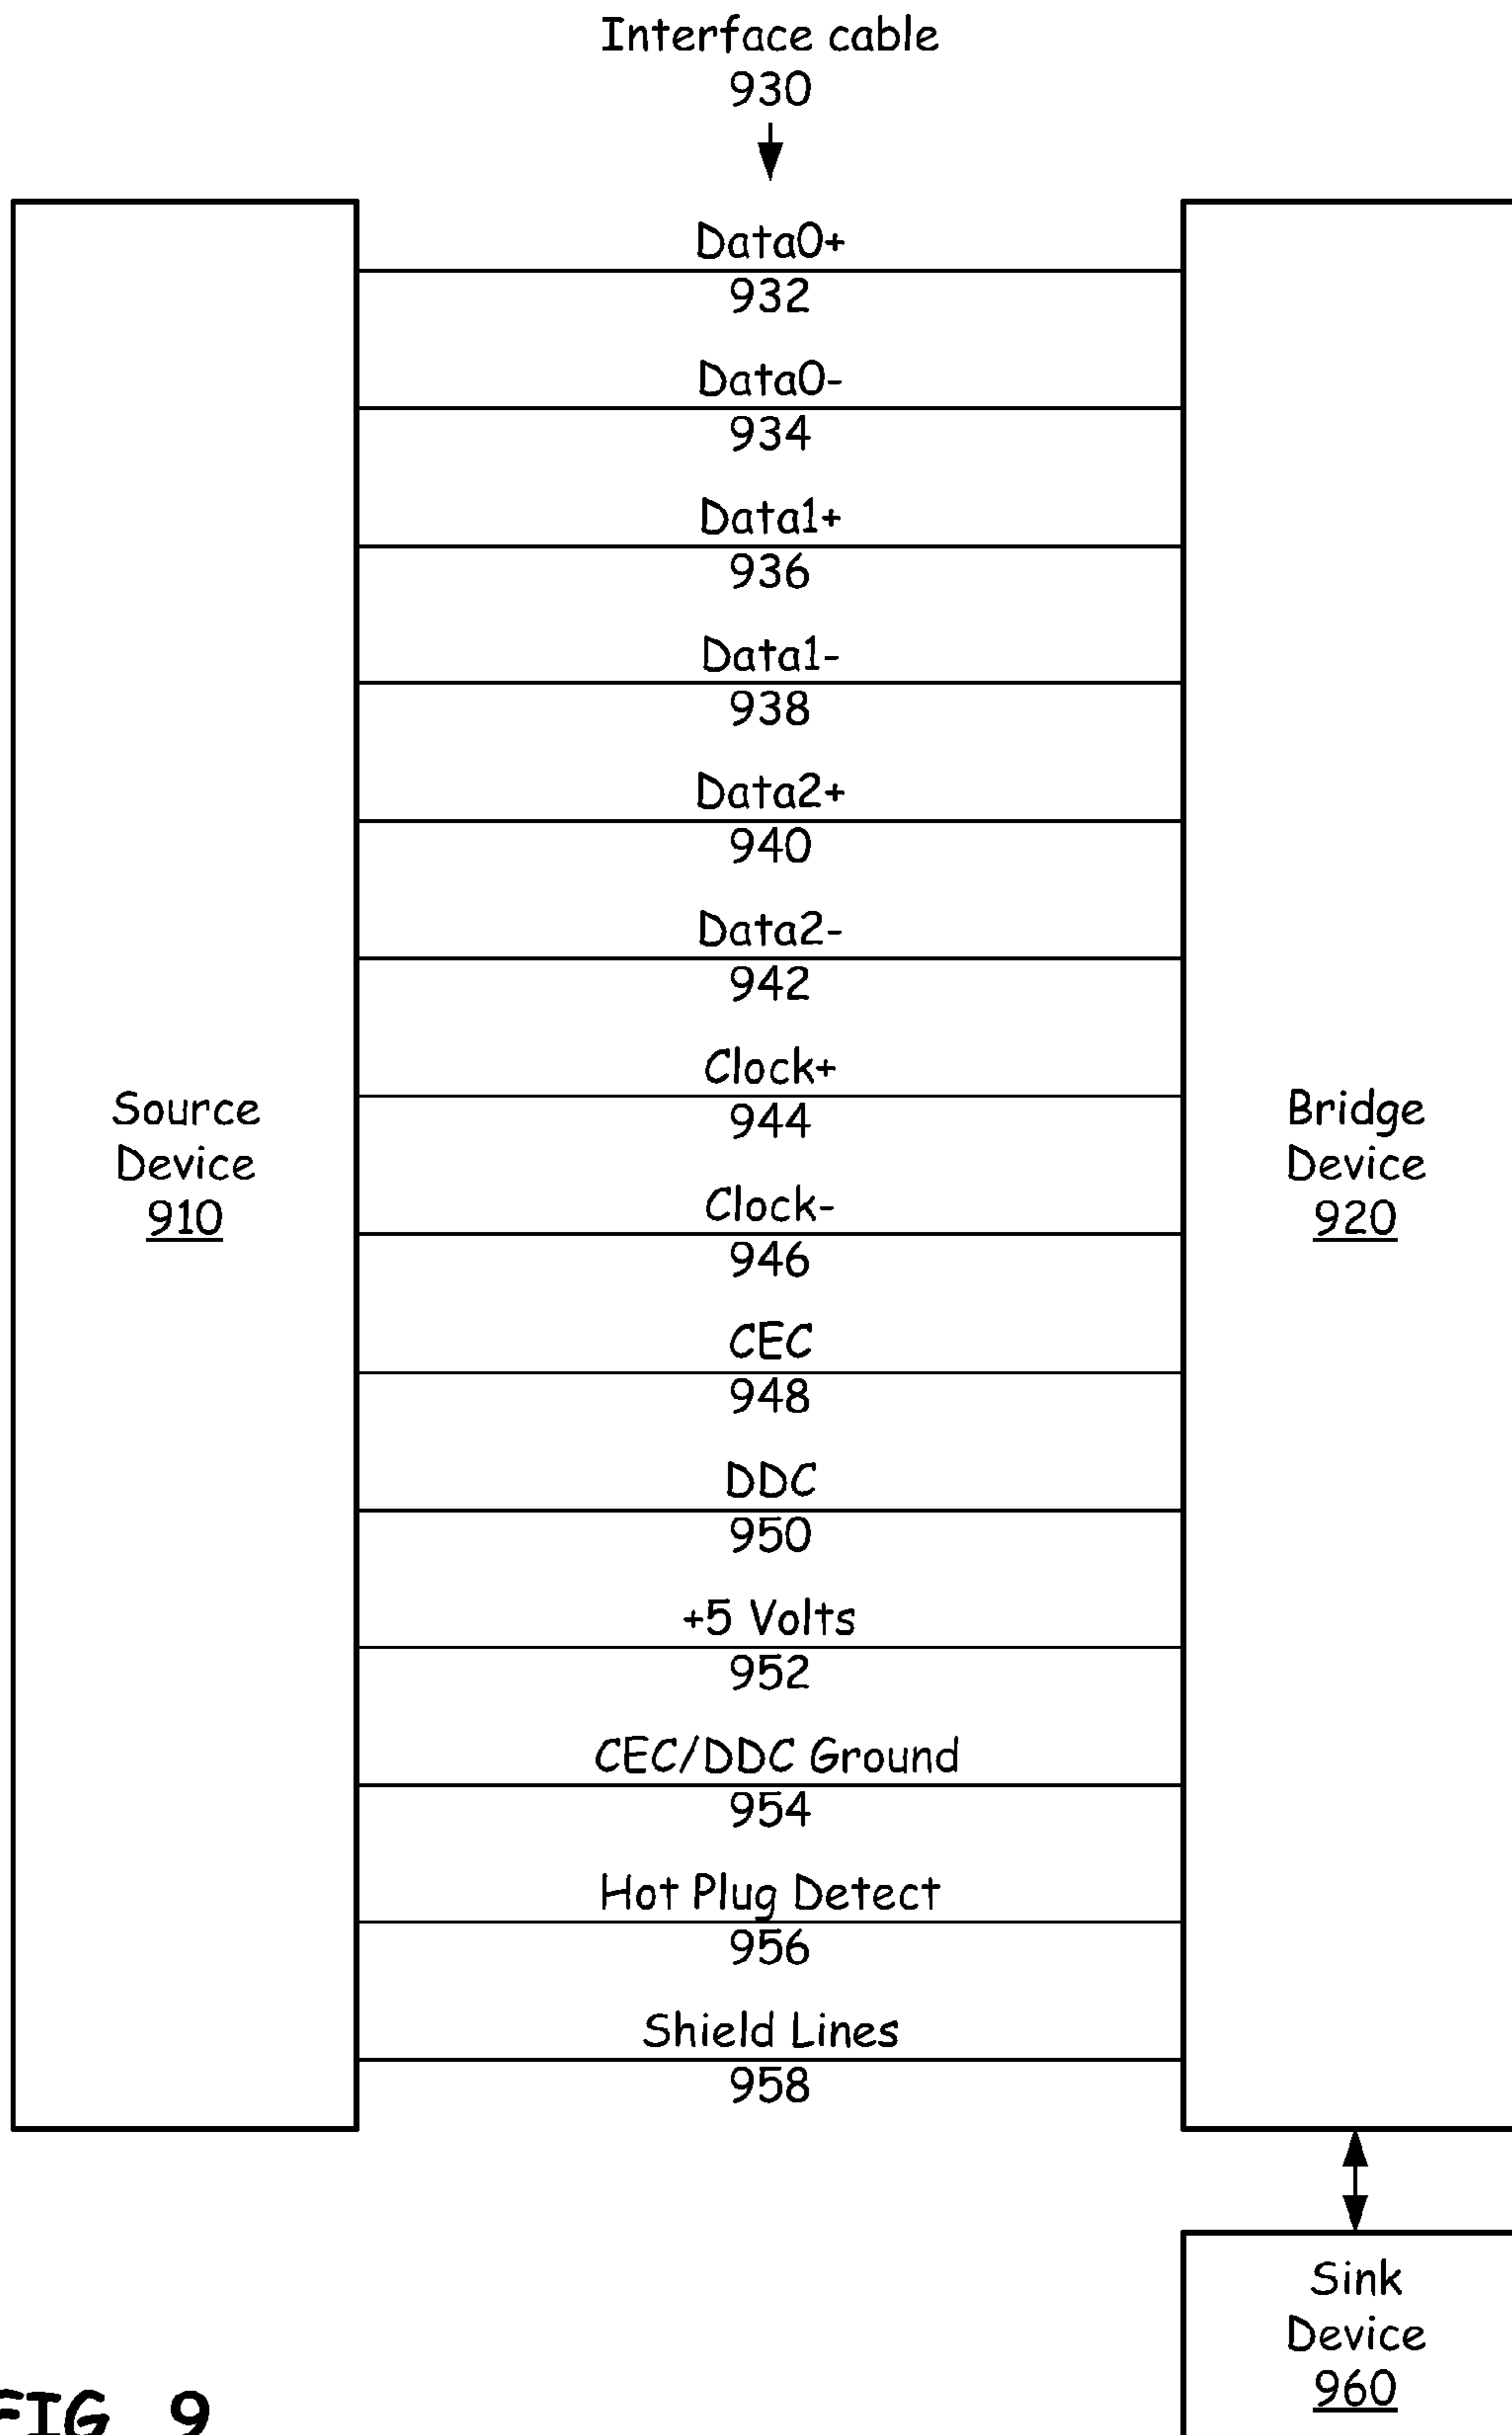 Interface cable
930
Data0+
932
Data0-
934
Data1+
936
Data1-
938
Data2+
940
Data2-
942
Clock+
944
Clock-
946
CEC
948
DDC
950
+5 Volts
952
CEC/DDC Ground
954
Hot Plug Detect
956
Shield Lines
958
Source
Device
910
Bridge
Device
920
Sink
Device
960
FIG. 9